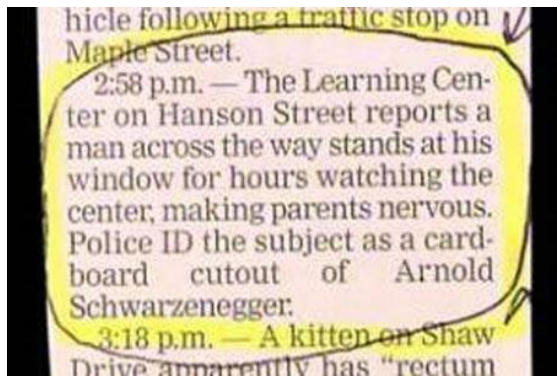 hicle following a traffic stop on
Maple Street.
2:58 p.m. — The Learning Cen-
ter on Hanson Street reports a
man across the way stands at his
window for hours watching the
center, making parents nervous.
Police ID the subject as a card-
board cutout of Arnold
Schwarzenegger.
3:18 p.m. — A kitten on Shaw
Drive apparently has "rectum